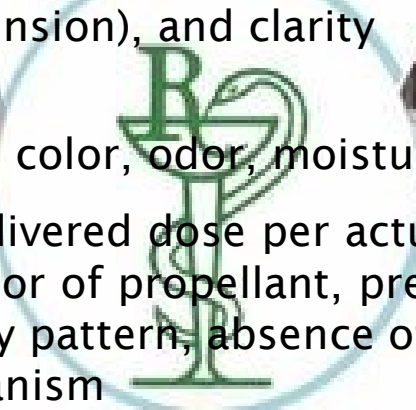 nsion), and clarity
R
color, odor, moistu
livered dose per actu
or of propellant, pre
y pattern, absence o
anism